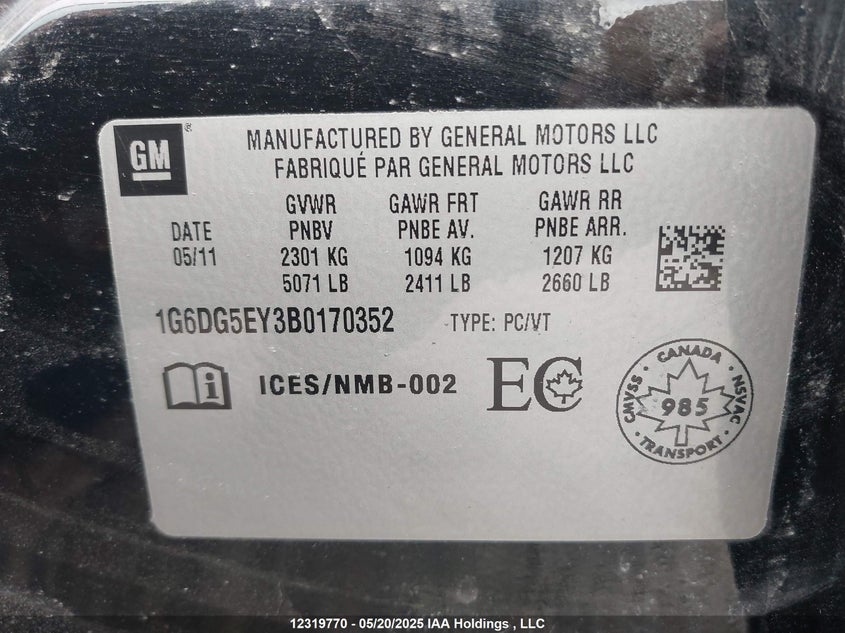 GM
MANUFACTURED BY GENERAL MOTORS LLC
FABRIQUÉ PAR GENERAL MOTORS LLC
GVWR GAWR FRT GAWR RR
DATE PNBV PNBE AV. PNBE ARR.
05/11 2301 KG 1094 KG 1207 KG
5071 LB 2411 LB 2660 LB
1G6DG5EY3B0170352 TYPE: PC/VT
i ICES/NMB-002 EC
CANADA
CMVSS 985 NSVAC
TRANSPORT
12319770 - 05/20/2025 IAA Holdings , LLC